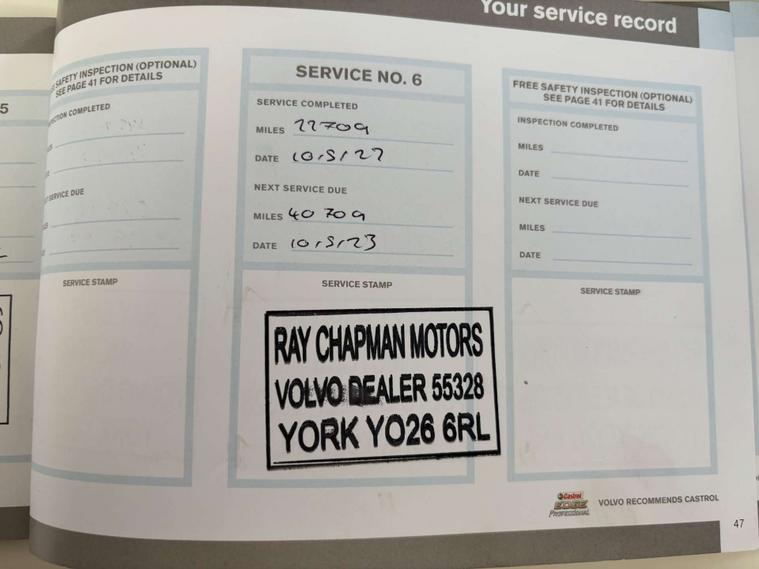 Your service record
5
SAFETY INSPECTION (OPTIONAL)
SEE PAGE 41 FOR DETAILS
COMPLETED
SERVICE DUE
SERVICE STAMP
SERVICE NO. 6
SERVICE COMPLETED
MILES 22709
DATE 10/5/22
NEXT SERVICE DUE
MILES 40709
DATE 10/5/23
SERVICE STAMP
RAY CHAPMAN MOTORS
VOLVO DEALER 55328
YORK YO26 6RL
FREE SAFETY INSPECTION (OPTIONAL)
SEE PAGE 41 FOR DETAILS
INSPECTION COMPLETED
MILES
DATE
NEXT SERVICE DUE
MILES
DATE
SERVICE STAMP
Castrol
EDGE
PROFESSIONAL
VOLVO RECOMMENDS CASTROL
47